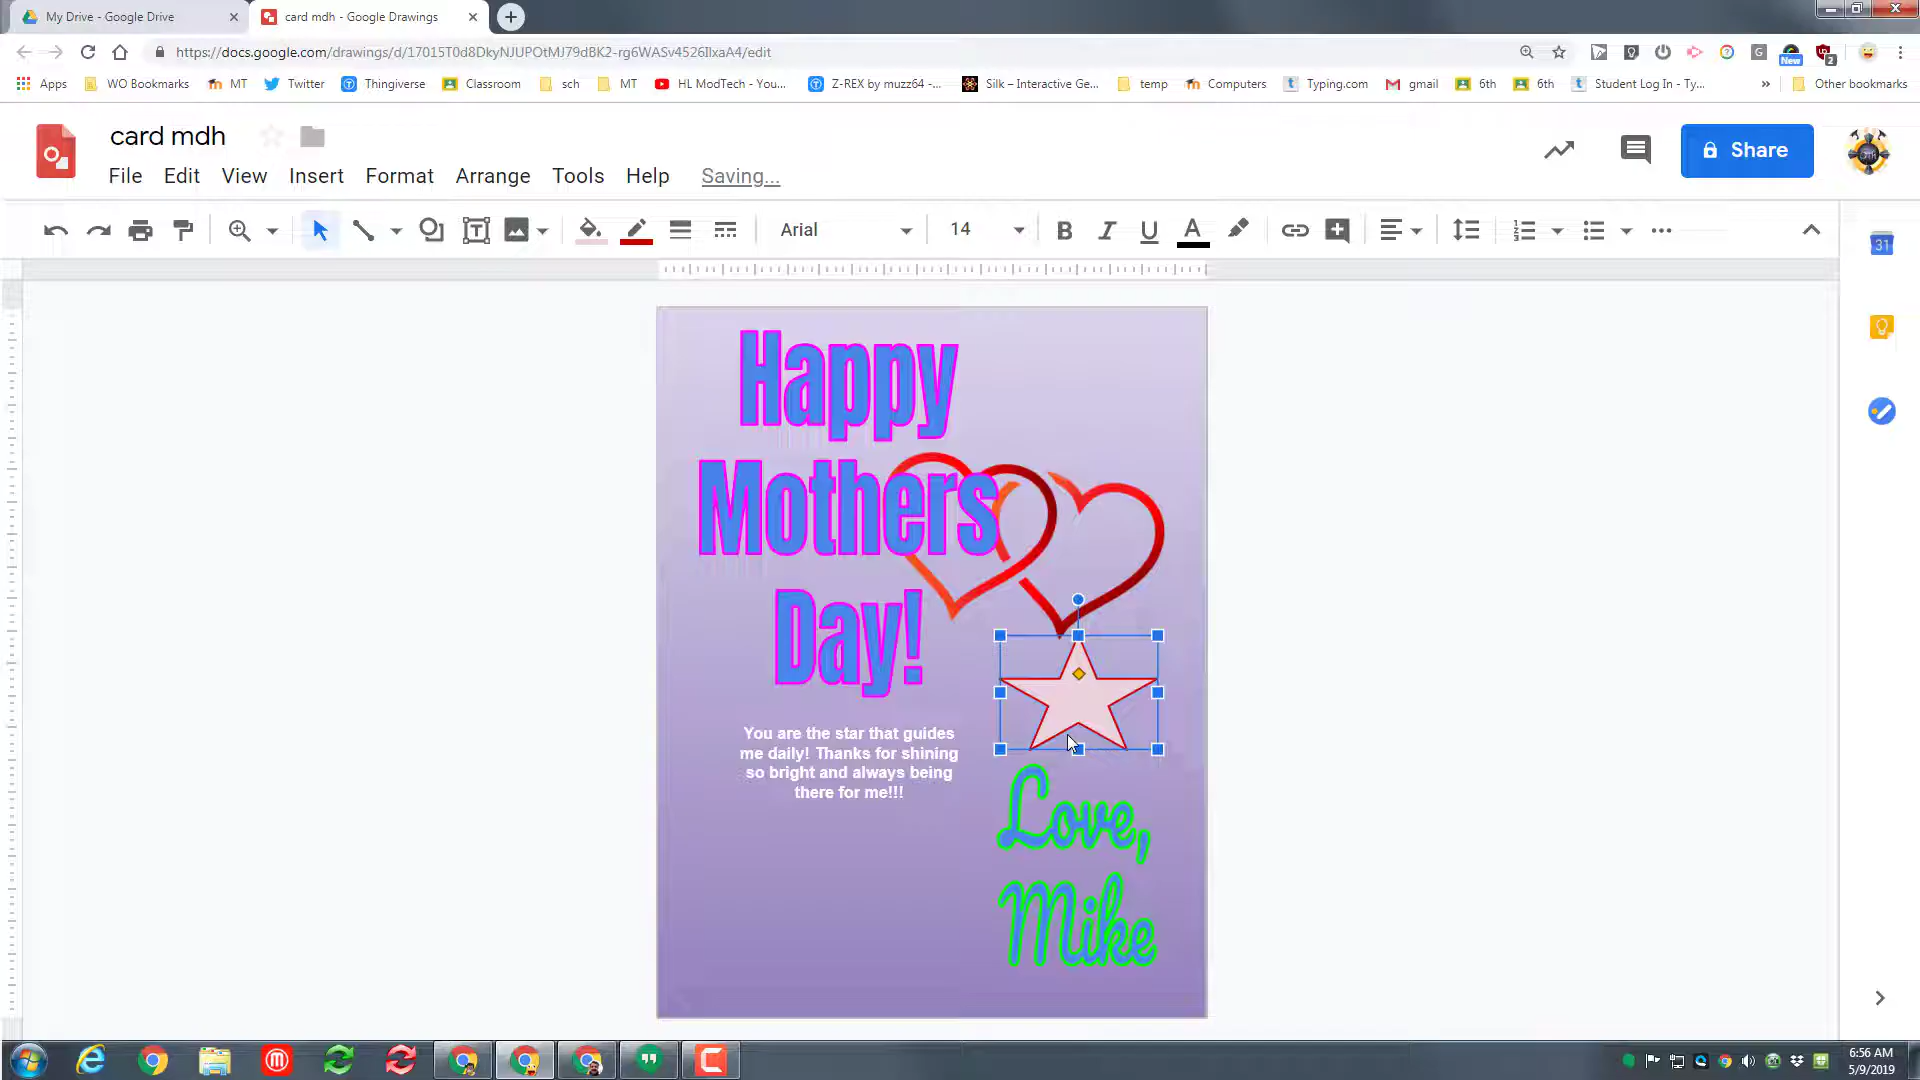 My Drive - Google Drive
card mdh - Google Drawings
https://docs.google.com/drawings/d/17015T0d8DkyNJUPOtMJ79dBK2-rg6WASv4526IlxaA4/edit
New
2
Apps
WO Bookmarks
MT
Twitter
Thingiverse
Classroom
sch
MT
HL ModTech - You...
Z-REX by muzz64 -...
Silk – Interactive Ge...
temp
Computers
Typing.com
gmail
6th
6th
Student Log In - Ty...
»
Other bookmarks
card mdh
Share
File Edit View Insert Format Arrange Tools Help Saving...
Arial
14
B I U A
31
Happy
Mothers
Day!
You are the star that guides
me daily! Thanks for shining
so bright and always being
there for me!!!
Love,
Mike
6:56 AM
5/9/2019